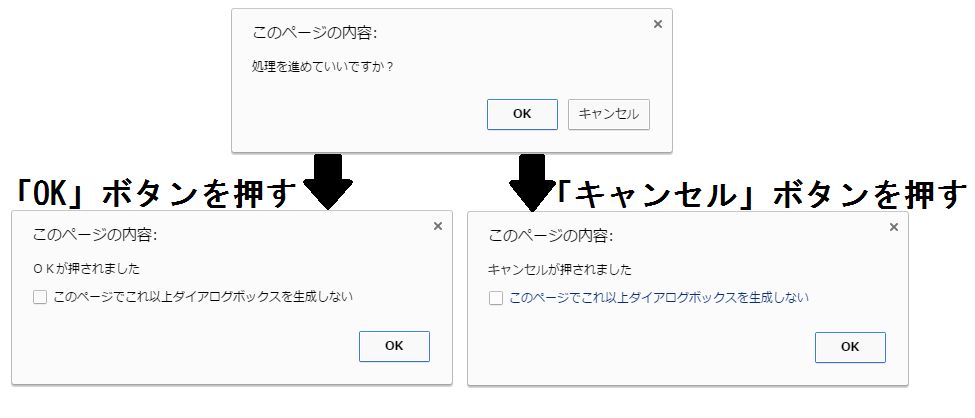 このページの内容:
処理を進めていいですか？
OK
キャンセル
「OK」ボタンを押す
「キャンセル」ボタンを押す
このページの内容:
ＯＫが押されました
このページでこれ以上ダイアログボックスを生成しない
OK
このページの内容:
キャンセルが押されました
このページでこれ以上ダイアログボックスを生成しない
OK